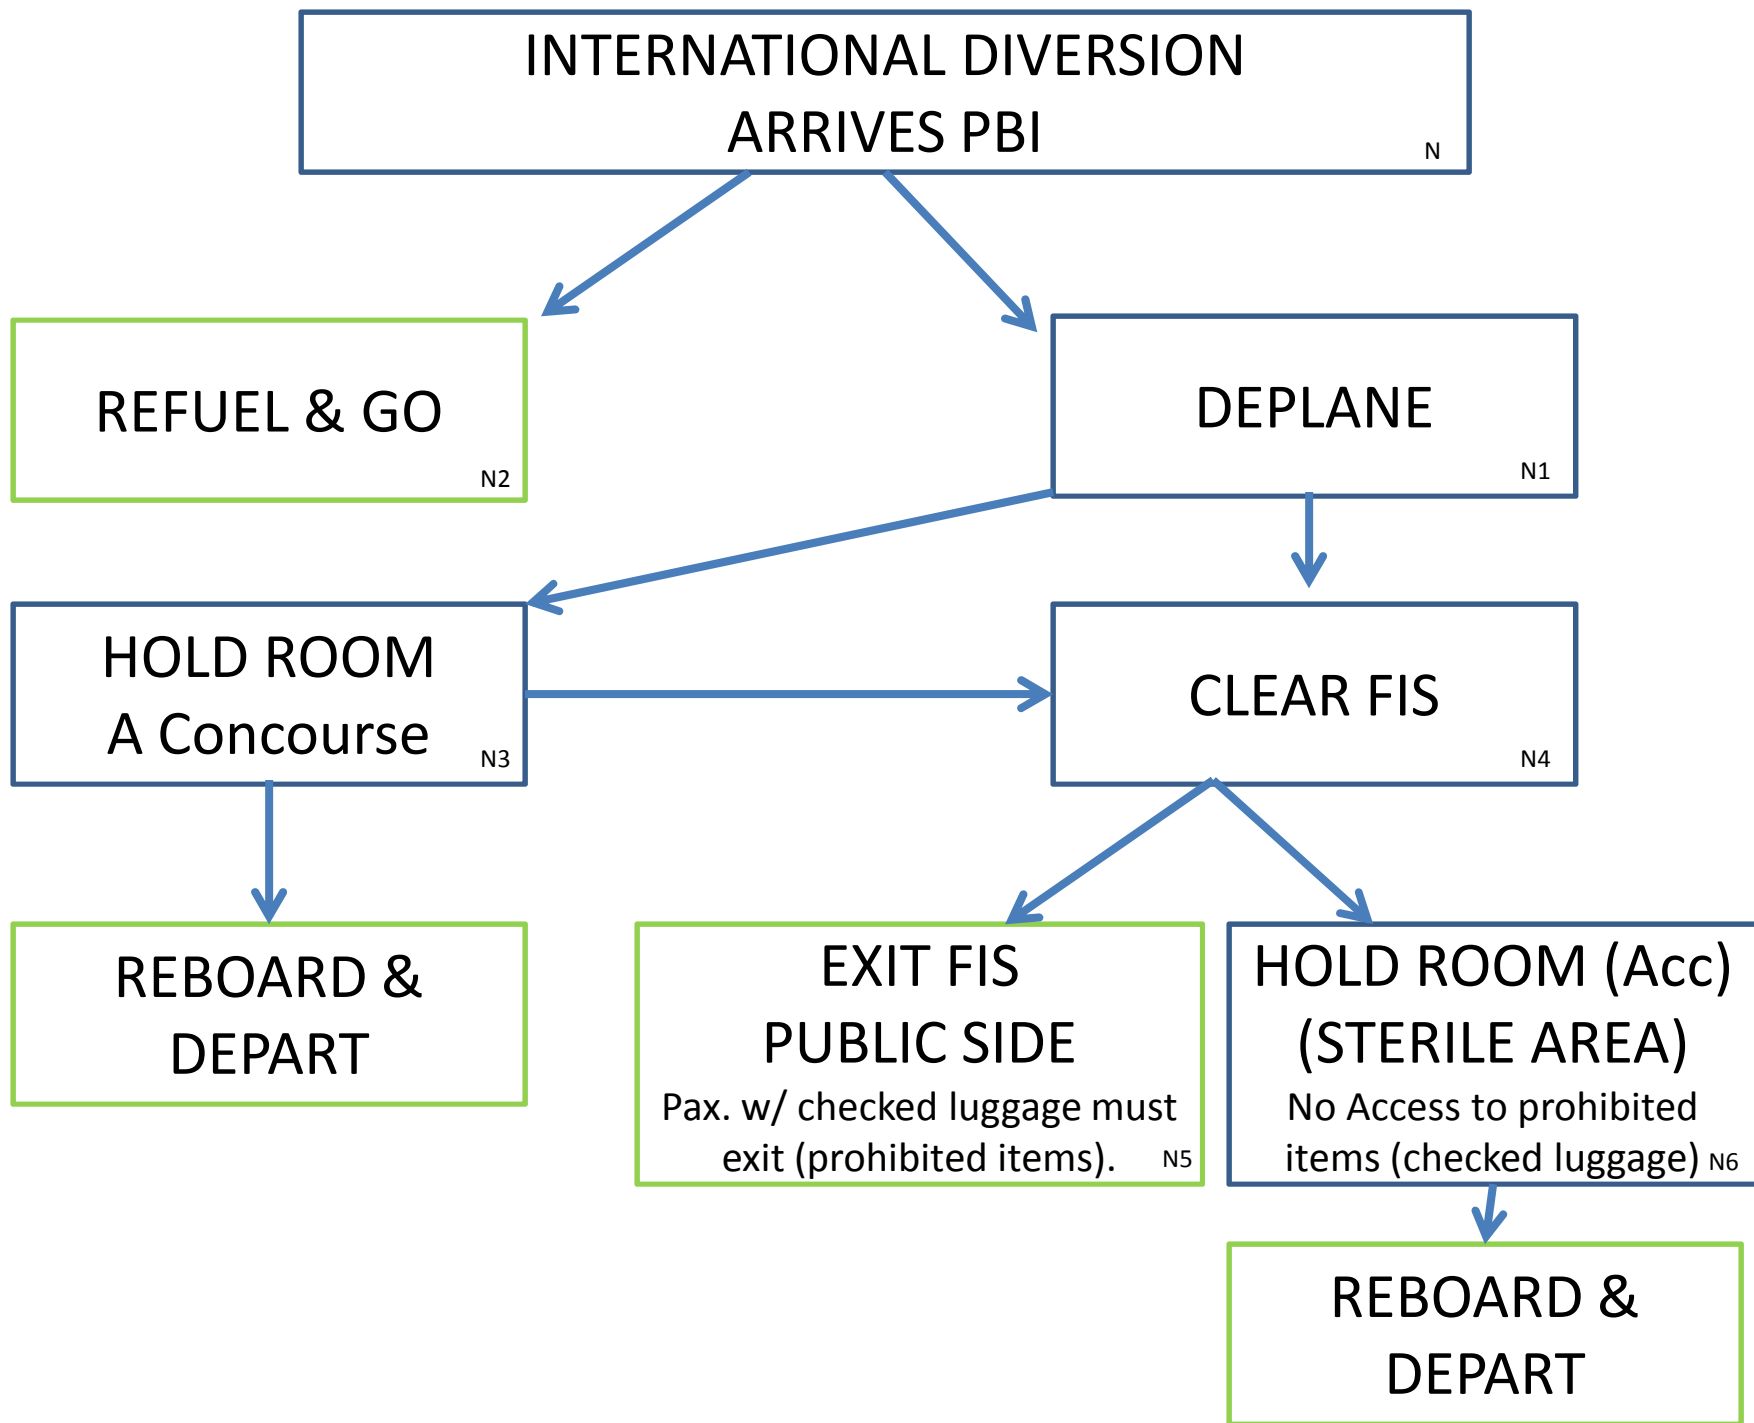 INTERNATIONAL DIVERSION
ARRIVES PBI
N
REFUEL & GO
N2
DEPLANE
N1
HOLD ROOM
A Concourse
N3
CLEAR FIS
N4
REBOARD &
DEPART
EXIT FIS
PUBLIC SIDE
Pax. w/ checked luggage must
exit (prohibited items).
N5
HOLD ROOM (Acc)
(STERILE AREA)
No Access to prohibited
items (checked luggage)
N6
REBOARD &
DEPART